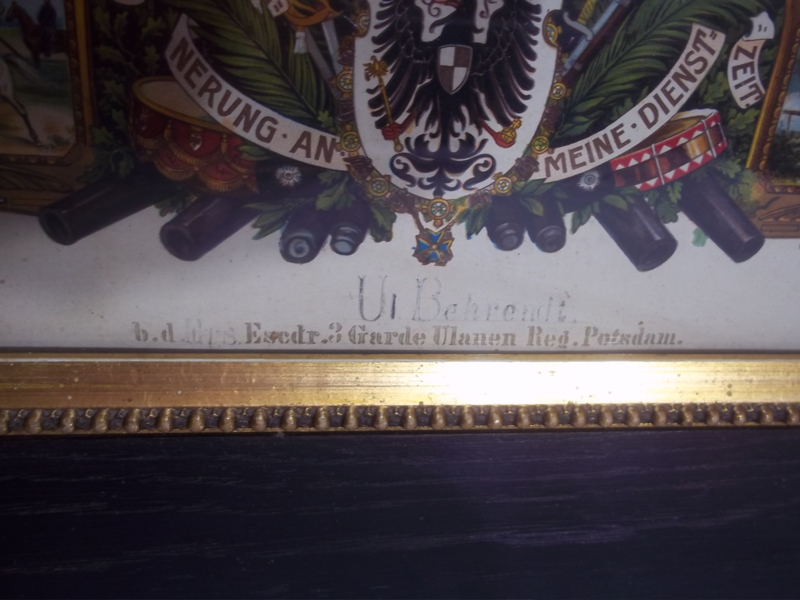 NERUNG · AN
MEINE · DIENST=
ZEIT
Ul Behrendt.
b. d Escdr. 3 Garde Ulanen Reg. Potsdam.